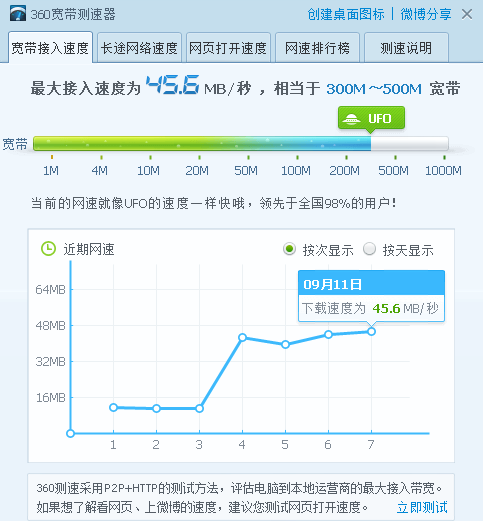 360宽带测速器
创建桌面图标 | 微博分享
宽带接入速度 长途网络速度 网页打开速度 网速排行榜 测速说明
最大接入速度为 45.6 MB/秒 ，相当于 300M～500M 宽带
UFO
宽带
1M 4M 10M 20M 50M 100M 200M 500M 1000M
当前的网速就像UFO的速度一样快哦，领先于全国98%的用户！
近期网速 按次显示 按天显示
09月11日
下载速度为 45.6 MB/秒
64MB
48MB
32MB
16MB
1 2 3 4 5 6 7
360测速采用P2P+HTTP的测试方法，评估电脑到本地运营商的最大接入带宽。
如果想了解看网页、上微博的速度，建议您测试网页打开速度。 立即测试